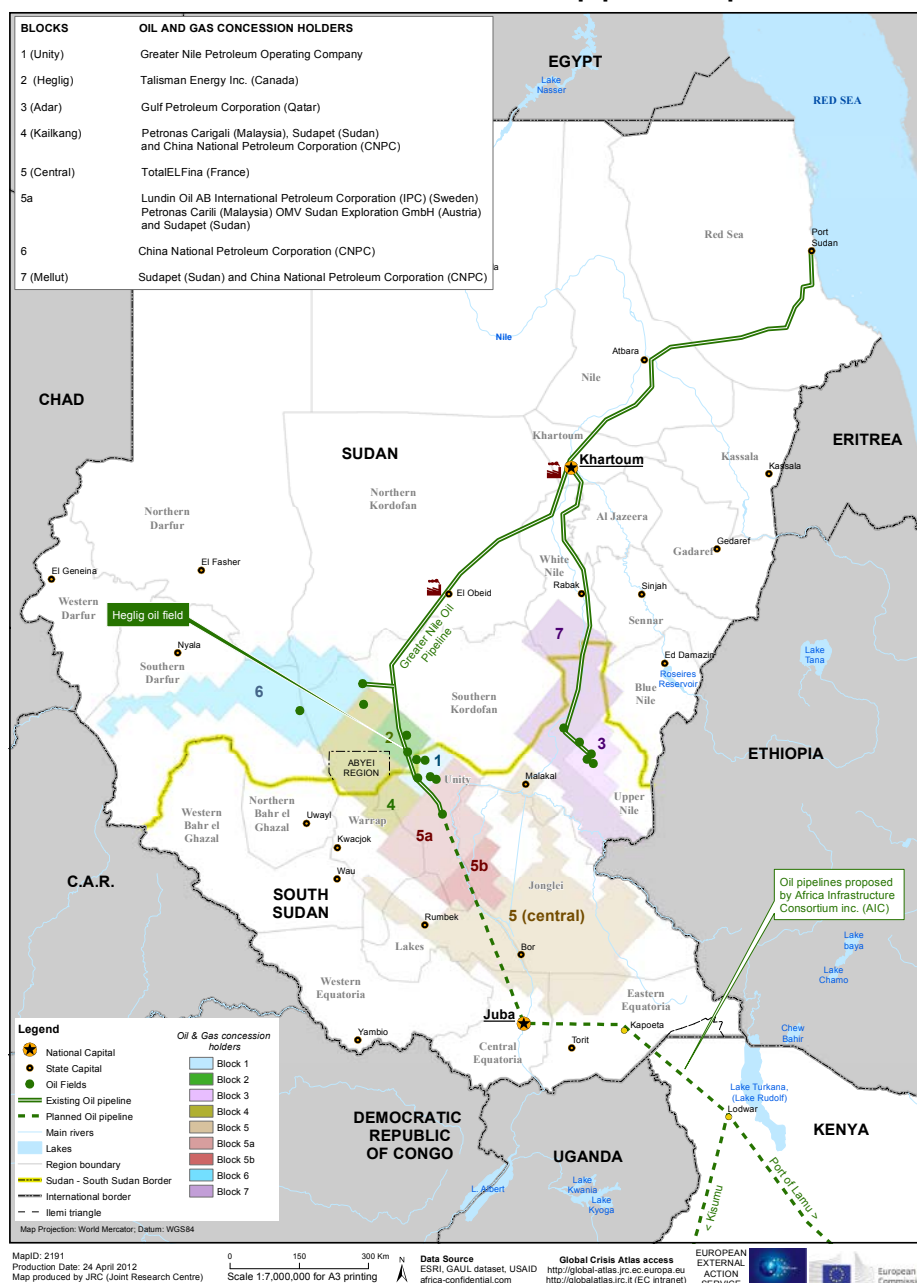 BLOCKS OIL AND GAS CONCESSION HOLDERS
1 (Unity) Greater Nile Petroleum Operating Company
2 (Heglig) Talisman Energy Inc. (Canada)
3 (Adar) Gulf Petroleum Corporation (Qatar)
4 (Kailkang) Petronas Carigali (Malaysia), Sudapet (Sudan)
and China National Petroleum Corporation (CNPC)
5 (Central) TotalELFina (France)
5a Lundin Oil AB International Petroleum Corporation (IPC) (Sweden)
Petronas Carili (Malaysia) OMV Sudan Exploration GmbH (Austria)
and Sudapet (Sudan)
6 China National Petroleum Corporation (CNPC)
7 (Mellut) Sudapet (Sudan) and China National Petroleum Corporation (CNPC)
EGYPT
Lake
Nasser
RED SEA
Red Sea
Port
Sudan
Nile
Atbara
Nile
CHAD
ERITREA
SUDAN
Khartoum
Khartoum
Kassala
Kassala
Northern
Kordofan
Northern
Darfur
Al Jazeera
Gedaref
Gadaref
El Geneina
El Fasher
White
Nile
Rabak
Sinjah
El Obeid
Western
Darfur
Sennar
Heglig oil field
Greater Nile Oil
Pipeline
7
Nyala
Southern
Darfur
Ed Damazin
Roseires
Reservoir
Lake
Tana
6
Southern
Kordofan
Blue
Nile
2
3
ABYEI
REGION
1
Unity
ETHIOPIA
Malakal
Upper
Nile
Western
Bahr el
Ghazal
Northern
Bahr el
Ghazal
Uwayl
4
Warrap
5a
Kwacjok
Wau
5b
C.A.R.
SOUTH
SUDAN
Jonglei
Oil pipelines proposed
by Africa Infrastructure
Consortium inc. (AIC)
5 (central)
Rumbek
Lakes
Bor
Lake
baya
Lake
Chamo
Western
Equatoria
Eastern
Equatoria
Juba
Kapoeta
Yambio
Central
Equatoria
Torit
Chew
Bahir
Lake Turkana,
(Lake Rudolf)
Lodwar
DEMOCRATIC
REPUBLIC
OF CONGO
KENYA
UGANDA
L. Albert
Lake
Kwania
Lake
Kyoga
< Kisumu
Port of Lamu >
Legend
National Capital
State Capital
Oil Fields
Existing Oil pipeline
Planned Oil pipeline
Main rivers
Lakes
Region boundary
Sudan - South Sudan Border
International border
Ilemi triangle
Oil & Gas concession
holders
Block 1
Block 2
Block 3
Block 4
Block 5
Block 5a
Block 5b
Block 6
Block 7
Map Projection: World Mercator; Datum: WGS84
MapID: 2191
Production Date: 24 April 2012
Map produced by JRC (Joint Research Centre)
0 150 300 Km
Scale 1:7,000,000 for A3 printing
N
Data Source
ESRI, GAUL dataset, USAID
africa-confidential.com
Global Crisis Atlas access
http://global-atlas.jrc.ec.europa.eu
http://globalatlas.jrc.it (EC intranet)
EUROPEAN
EXTERNAL
ACTION
SERVICE
European